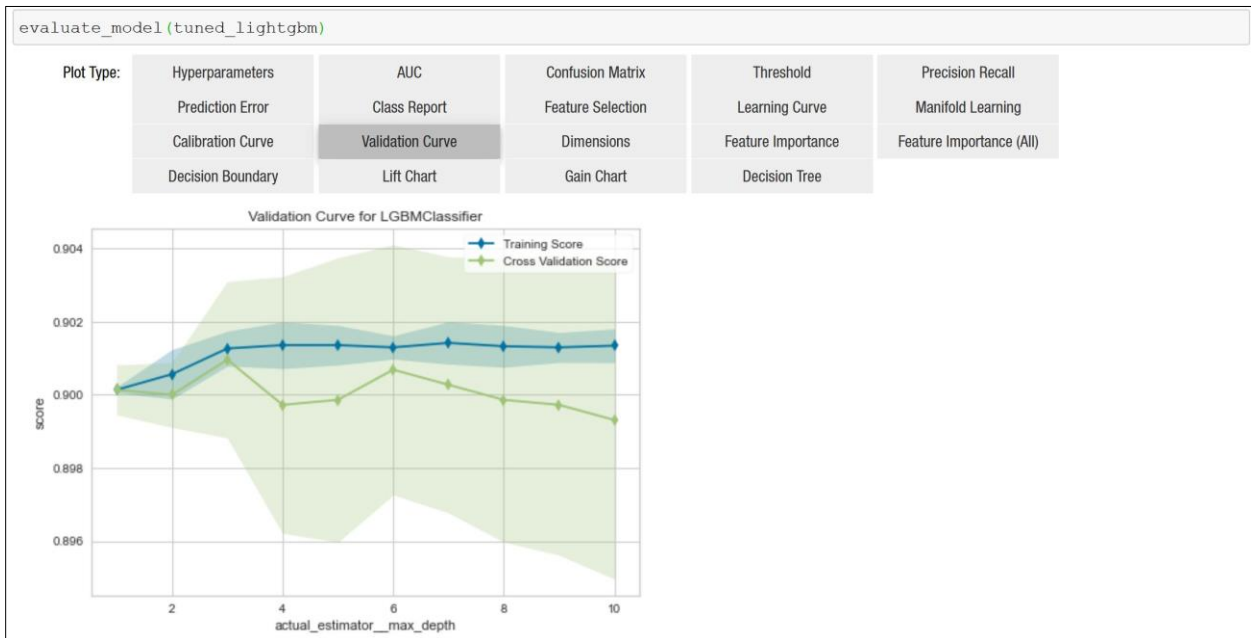 evaluate_model(tuned_lightgbm)
Plot Type: Hyperparameters AUC Confusion Matrix Threshold Precision Recall
Prediction Error Class Report Feature Selection Learning Curve Manifold Learning
Calibration Curve Validation Curve Dimensions Feature Importance Feature Importance (All)
Decision Boundary Lift Chart Gain Chart Decision Tree
Validation Curve for LGBMClassifier
Training Score
Cross Validation Score
0.904
0.902
0.900
0.898
0.896
score
2 4 6 8 10
actual_estimator__max_depth